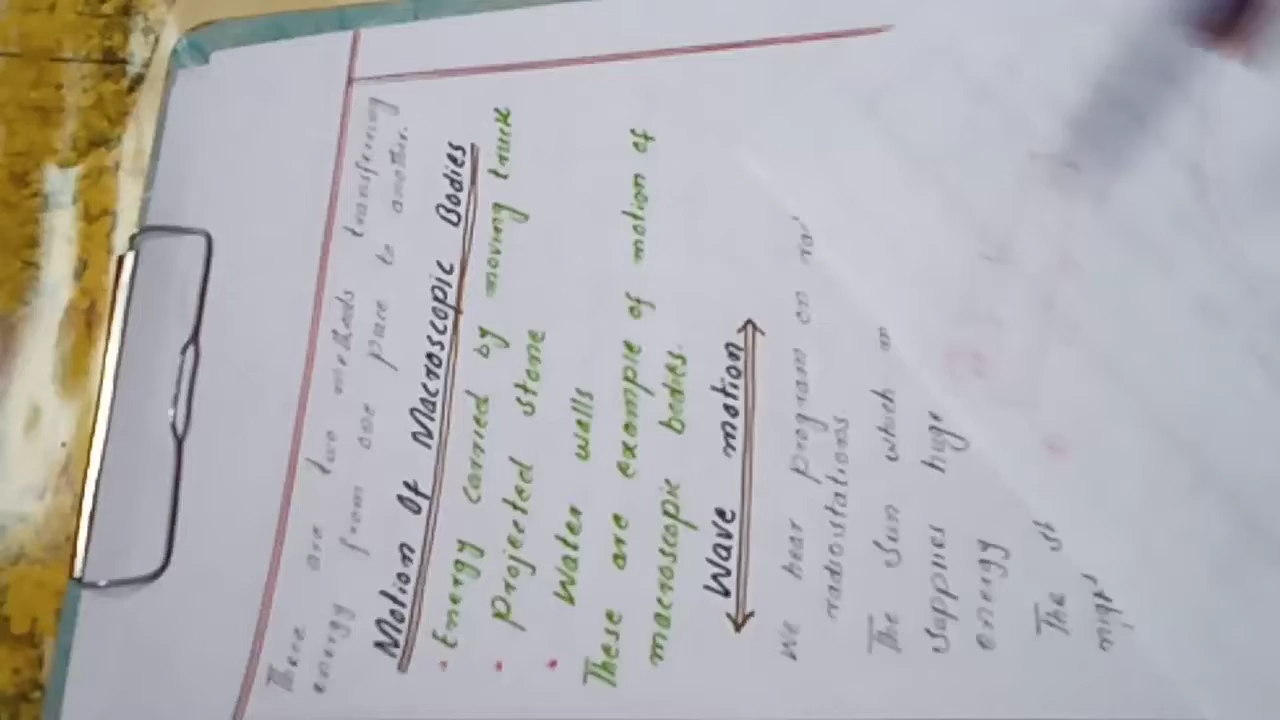 There are two methods transferring
energy from one place to another.
Motion Of Macroscopic Bodies
• Energy carried by moving truck
• projected stone
• Water walls
These are example of motion of
macroscopic bodies.
Wave motion
We hear program on
radiostations.
The Sun which
supplies huge
energy
The